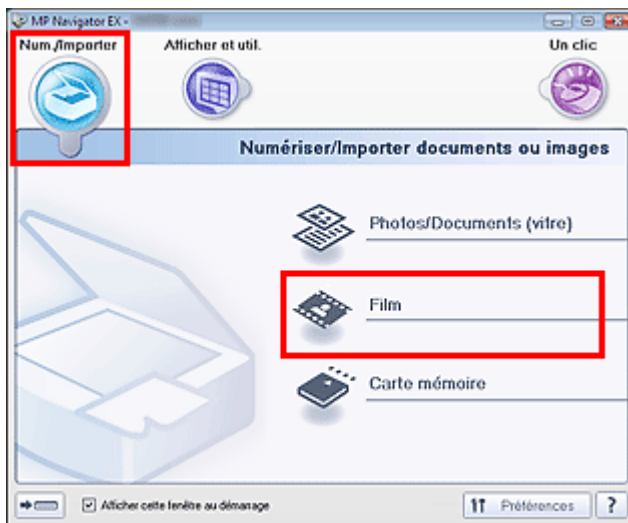 MP Navigator EX -
Num./Importer Afficher et util. Un clic
Numériser/Importer documents ou images
Photos/Documents (vitre)
Film
Carte mémoire
Afficher cette fenêtre au démarrage Préférences ?